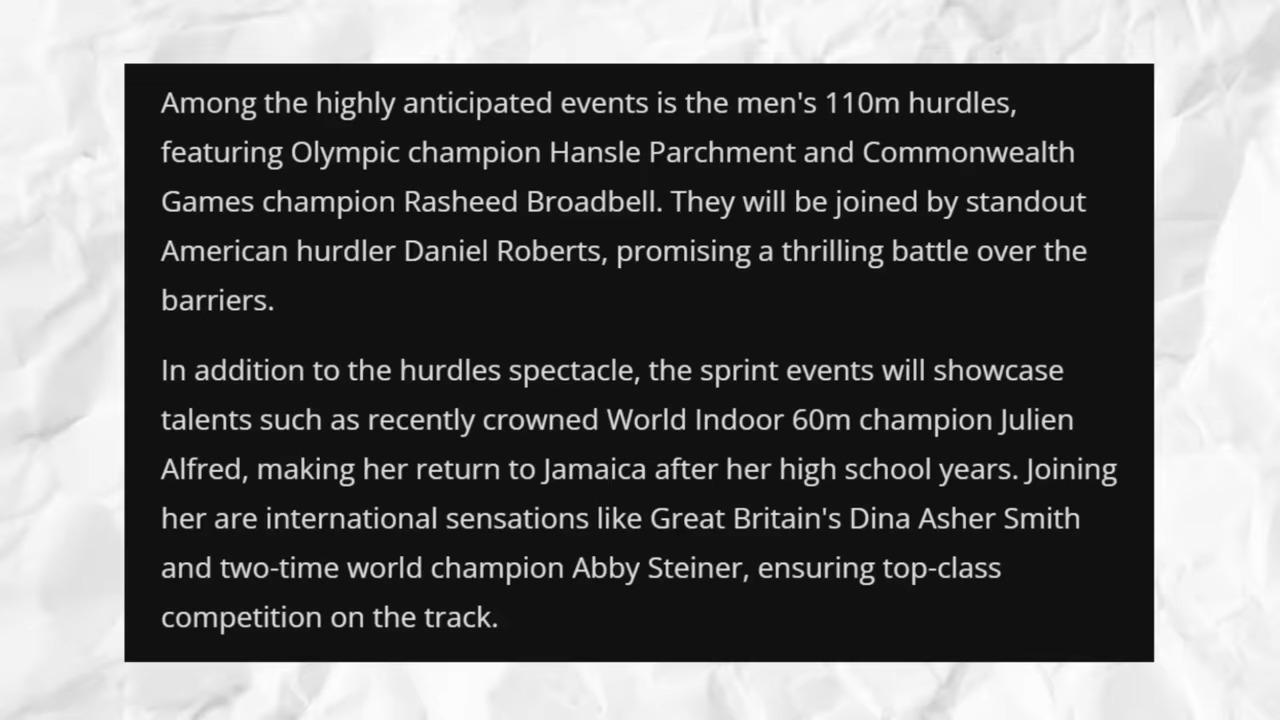 Among the highly anticipated events is the men's 110m hurdles,
featuring Olympic champion Hansle Parchment and Commonwealth
Games champion Rasheed Broadbell. They will be joined by standout
American hurdler Daniel Roberts, promising a thrilling battle over the
barriers.
In addition to the hurdles spectacle, the sprint events will showcase
talents such as recently crowned World Indoor 60m champion Julien
Alfred, making her return to Jamaica after her high school years. Joining
her are international sensations like Great Britain's Dina Asher Smith
and two-time world champion Abby Steiner, ensuring top-class
competition on the track.